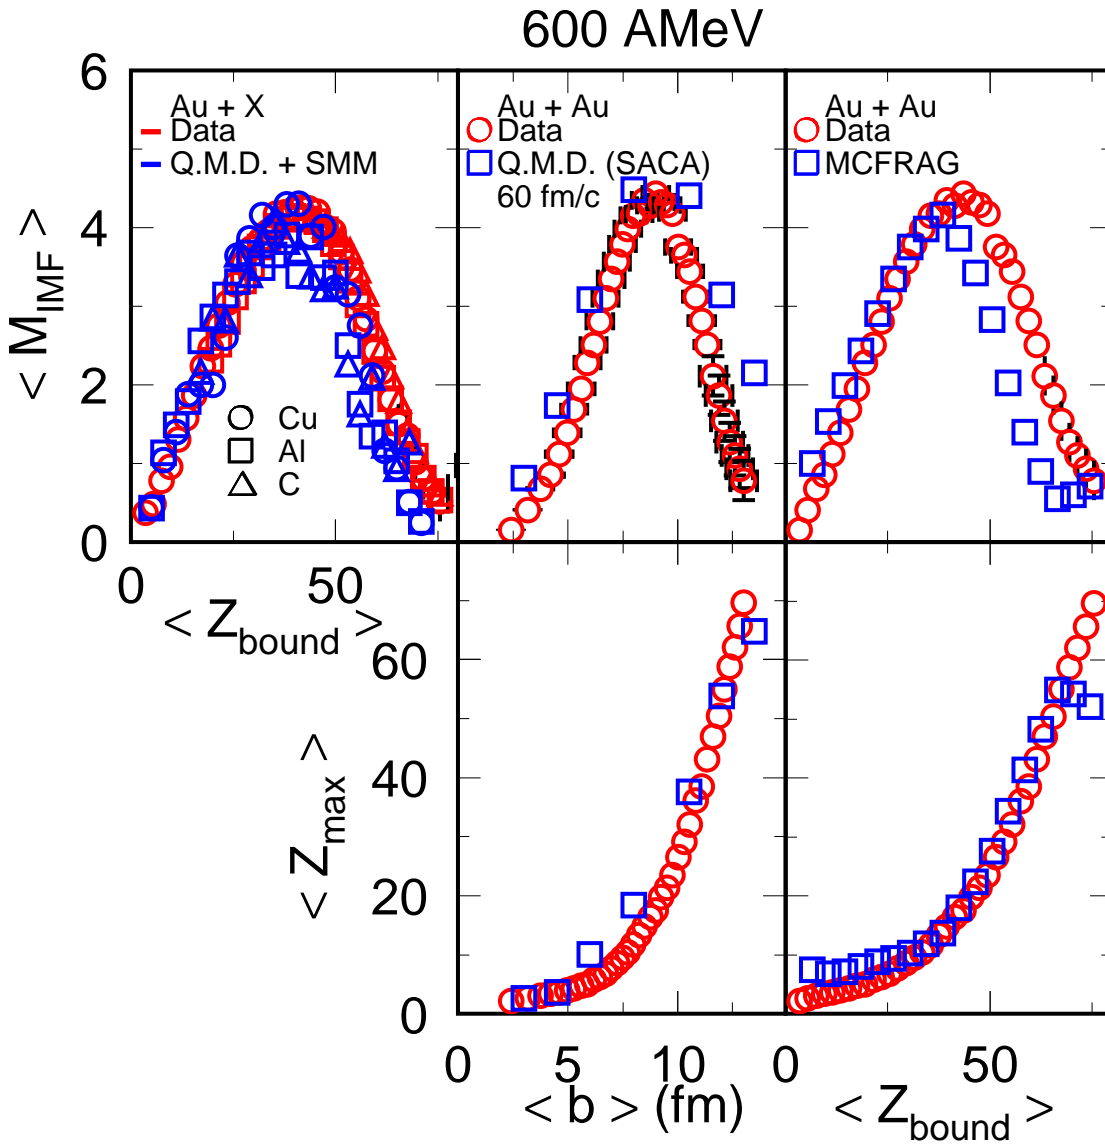 600 AMeV
6
4
2
0
< M_IMF >
Au + X
Data
Q.M.D. + SMM
Cu
Al
C
0 50
< Z_bound >
Au + Au
Data
Q.M.D. (SACA)
60 fm/c
Au + Au
Data
MCFRAG
60
40
20
0
< Z_max >
0 5 10
< b > (fm)
0 50
< Z_bound >